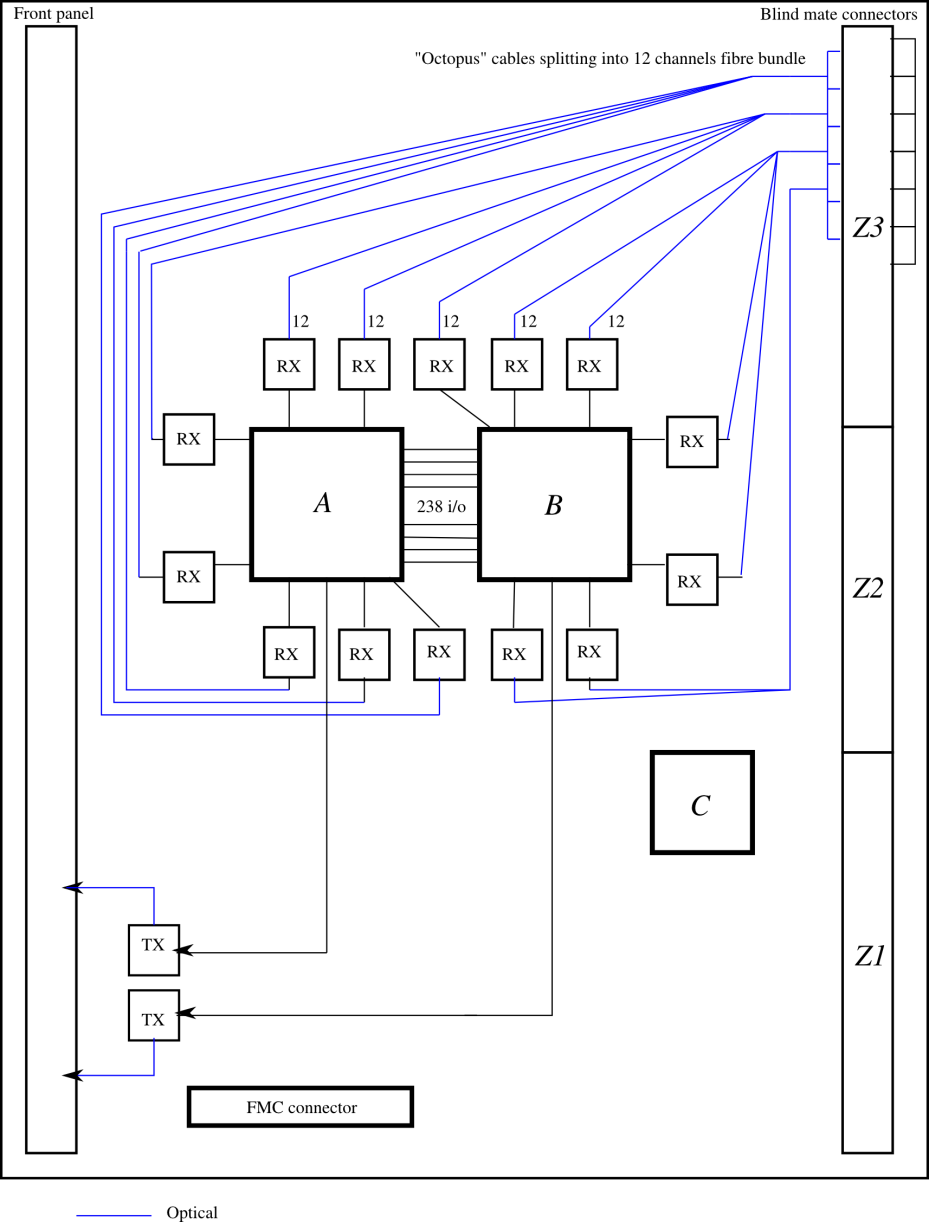 Front panel
Blind mate connectors
"Octopus" cables splitting into 12 channels fibre bundle
Z3
12
12
12
12
12
RX
RX
RX
RX
RX
RX
RX
A
238 i/o
B
RX
RX
Z2
RX
RX
RX
RX
RX
C
TX
Z1
TX
FMC connector
Optical